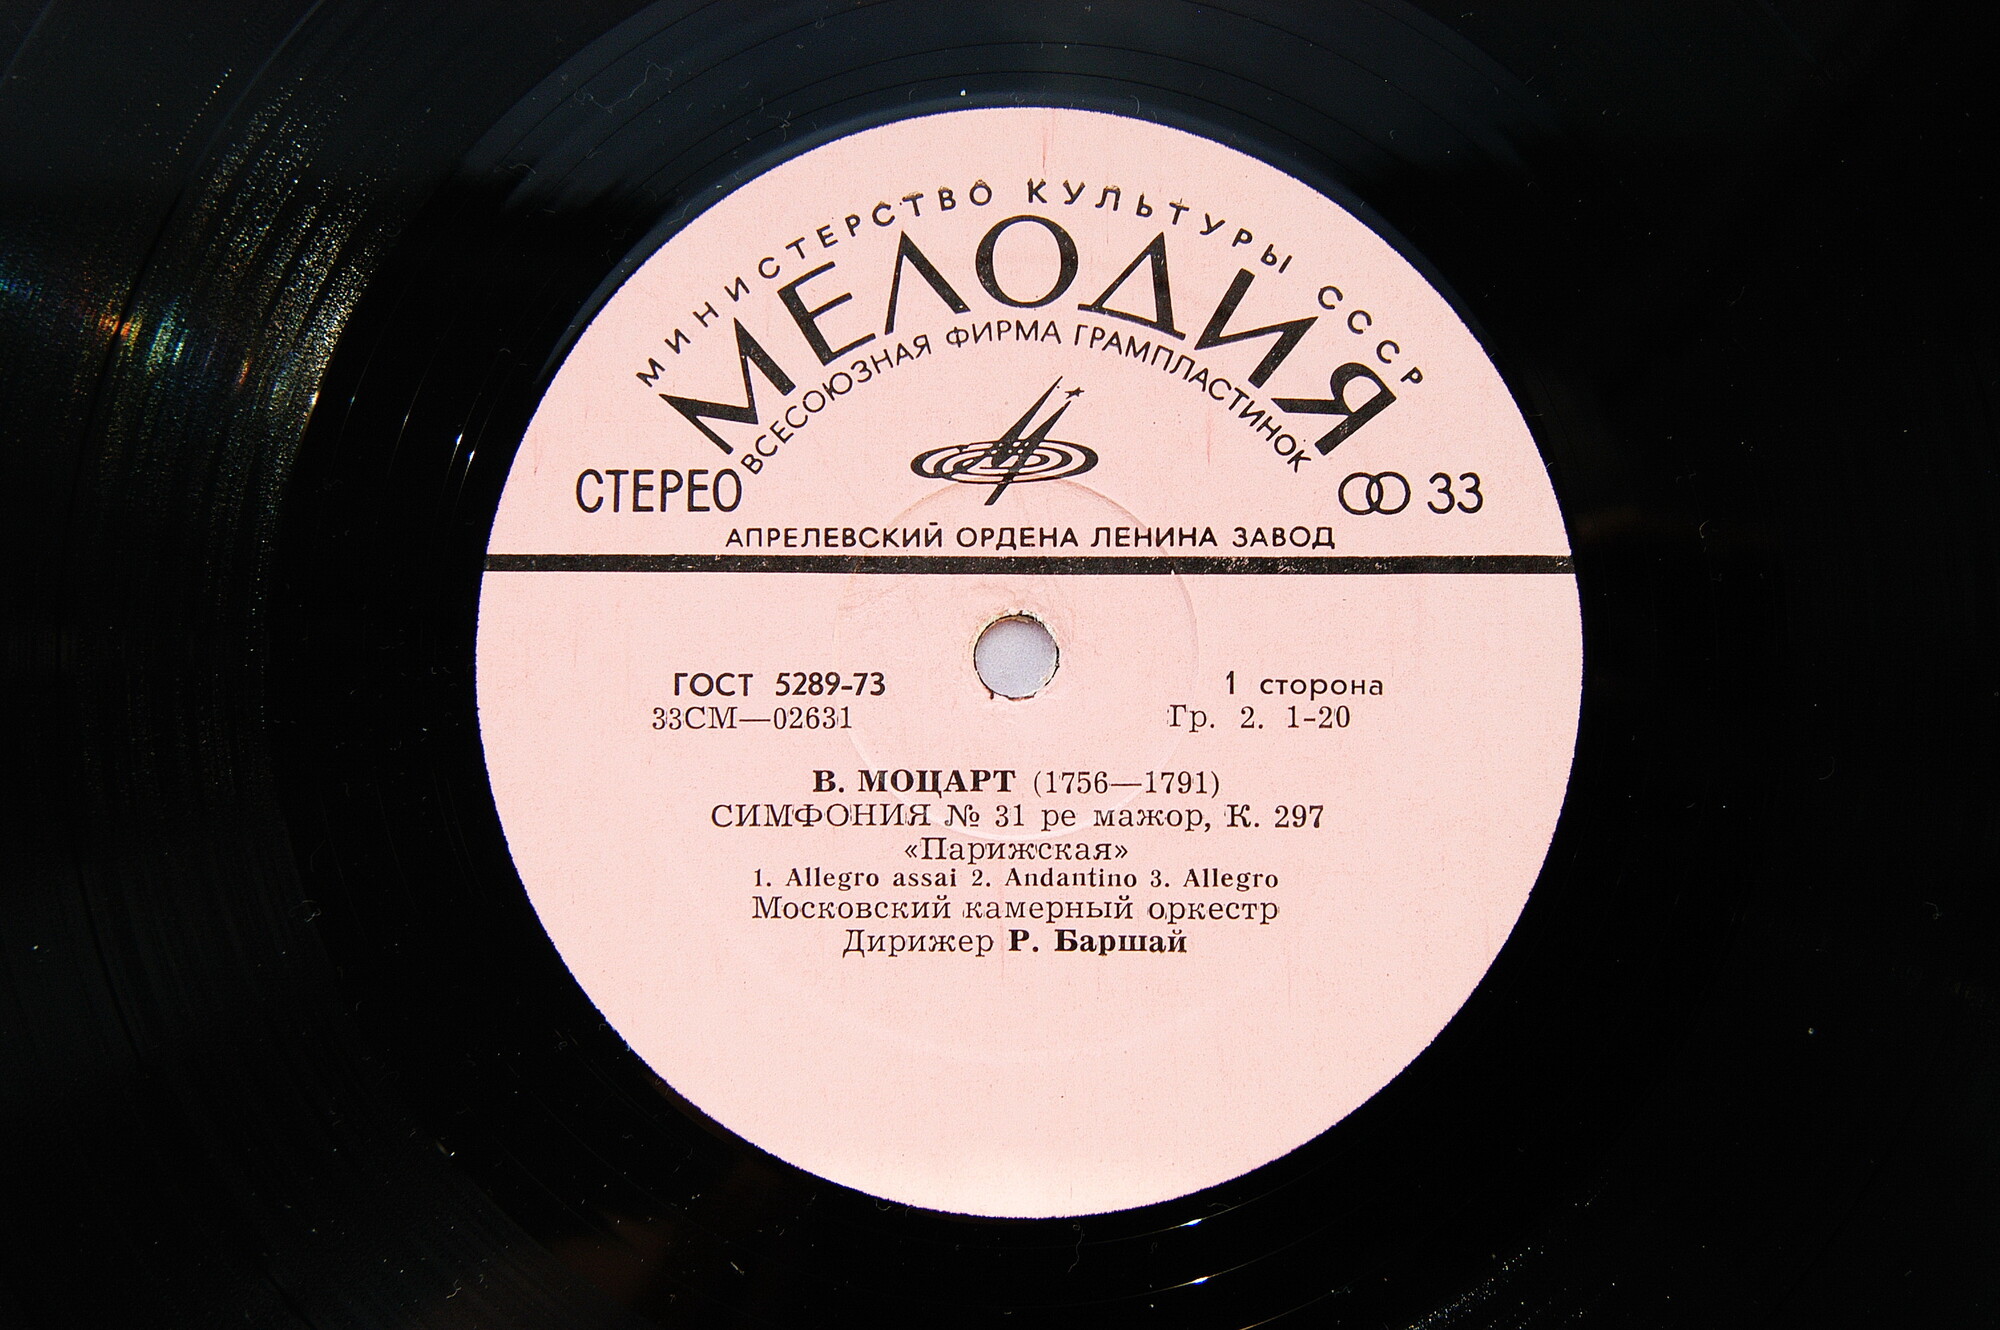 МИНИСТЕРСТВО КУЛЬТУРЫ СССР
МЕЛОДИЯ
ВСЕСОЮЗНАЯ ФИРМА ГРАМПЛАСТИНОК
СТЕРЕО
33
АПРЕЛЕВСКИЙ ОРДЕНА ЛЕНИНА ЗАВОД
ГОСТ 5289-73
1 сторона
33СМ—02631
Гр. 2. 1-20
В. МОЦАРТ (1756—1791)
СИМФОНИЯ № 31 ре мажор, К. 297
«Парижская»
1. Allegro assai 2. Andantino 3. Allegro
Московский камерный оркестр
Дирижер Р. Баршай